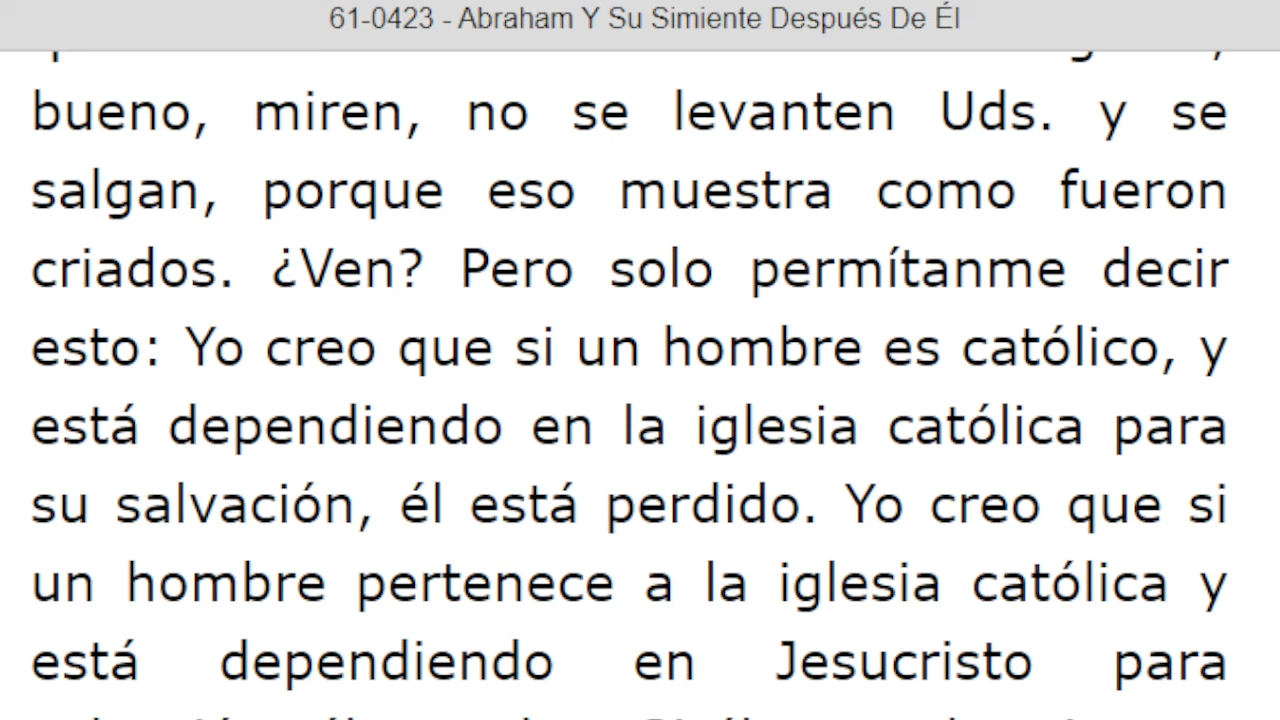 61-0423 - Abraham Y Su Simiente Después De Él
bueno, miren, no se levanten Uds. y se
salgan, porque eso muestra como fueron
criados. ¿Ven? Pero solo permítanme decir
esto: Yo creo que si un hombre es católico, y
está dependiendo en la iglesia católica para
su salvación, él está perdido. Yo creo que si
un hombre pertenece a la iglesia católica y
está dependiendo en Jesucristo para